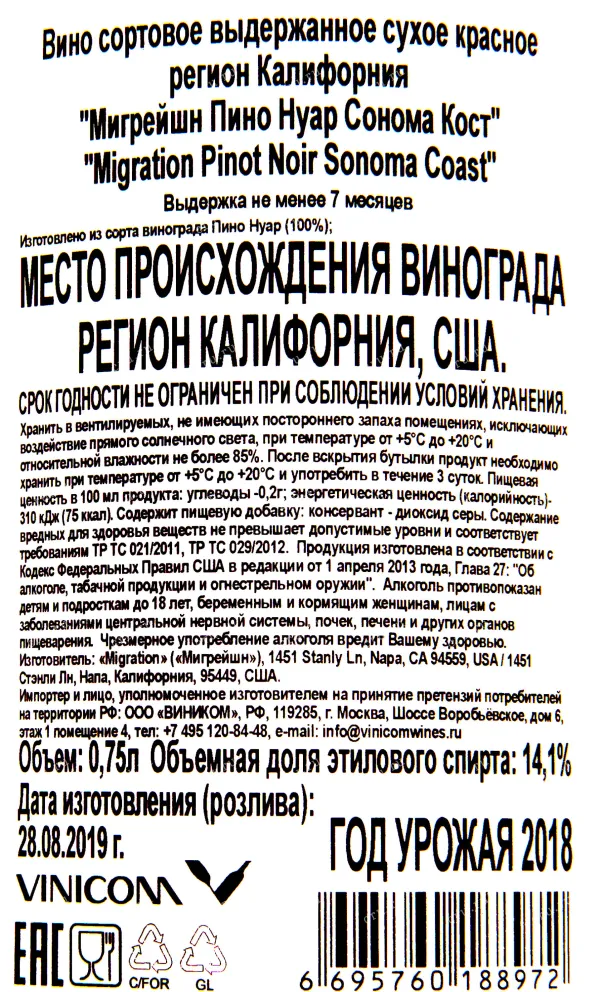 Вино сортовое выдержанное сухое красное
регион Калифорния
"Мигрейшн Пино Нуар Сонома Кост"
"Migration Pinot Noir Sonoma Coast"
Выдержка не менее 7 месяцев
Изготовлено из сорта винограда Пино Нуар (100%);
МЕСТО ПРОИСХОЖДЕНИЯ ВИНОГРАДА
РЕГИОН КАЛИФОРНИЯ, США.
СРОК ГОДНОСТИ НЕ ОГРАНИЧЕН ПРИ СОБЛЮДЕНИИ УСЛОВИЙ ХРАНЕНИЯ.
Хранить в вентилируемых, не имеющих постороннего запаха помещениях, исключающих
воздействие прямого солнечного света, при температуре от +5°С до +20°С и
относительной влажности не более 85%. После вскрытия бутылки продукт необходимо
хранить при температуре от +5°С до +20°С и употребить в течение 3 суток. Пищевая
ценность в 100 мл продукта: углеводы -0,2г; энергетическая ценность (калорийность)-
310 кДж (75 ккал). Содержит пищевую добавку: консервант - диоксид серы. Содержание
вредных для здоровья веществ не превышает допустимые уровни и соответствует
требованиям ТР ТС 021/2011, ТР ТС 029/2012. Продукция изготовлена в соответствии с
Кодекс Федеральных Правил США в редакции от 1 апреля 2013 года, Глава 27: "Об
алкоголе, табачной продукции и огнестрельном оружии". Алкоголь противопоказан
детям и подросткам до 18 лет, беременным и кормящим женщинам, лицам с
заболеваниями центральной нервной системы, почек, печени и других органов
пищеварения. Чрезмерное употребление алкоголя вредит Вашему здоровью.
Изготовитель: «Migration» («Мигрейшн»), 1451 Stanly Ln, Napa, CA 94559, USA / 1451
Стэнли Лн, Напа, Калифорния, 95449, США.
Импортер и лицо, уполномоченное изготовителем на принятие претензий потребителей
на территории РФ: ООО «ВИНИКОМ», РФ, 119285, г. Москва, Шоссе Воробьёвское, дом 6,
этаж 1 помещение 4, тел: +7 495 120-84-48, e-mail: info@vinicomwines.ru
Объем: 0,75л Объемная доля этилового спирта: 14,1%
Дата изготовления (розлива):
28.08.2019 г.
ГОД УРОЖАЯ 2018
VINICOM
EAC
C/FOR GL
6 695760 188972